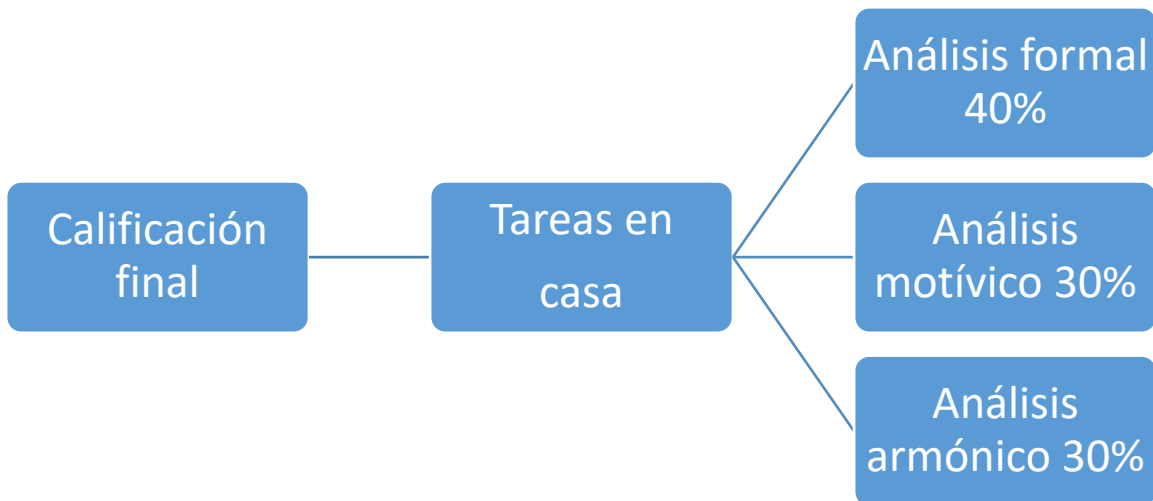 Análisis formal
40%
Calificación
final
Tareas en
casa
Análisis
motívico 30%
Análisis
armónico 30%